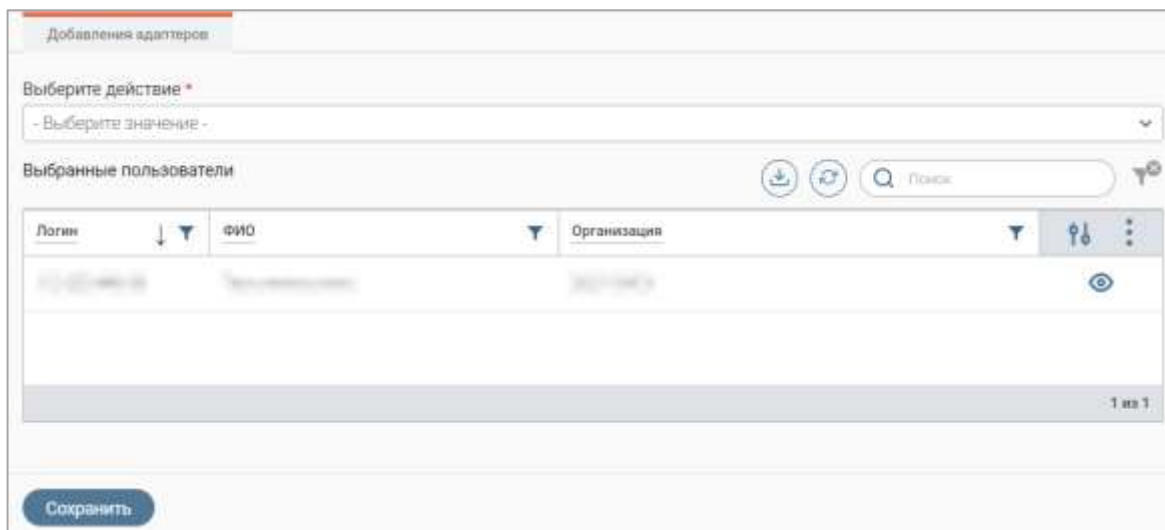 Добавления адаптеров
Выберите действие *
- Выберите значение -
Выбранные пользователи
Поиск
Логин ФИО Организация
1 из 1
Сохранить